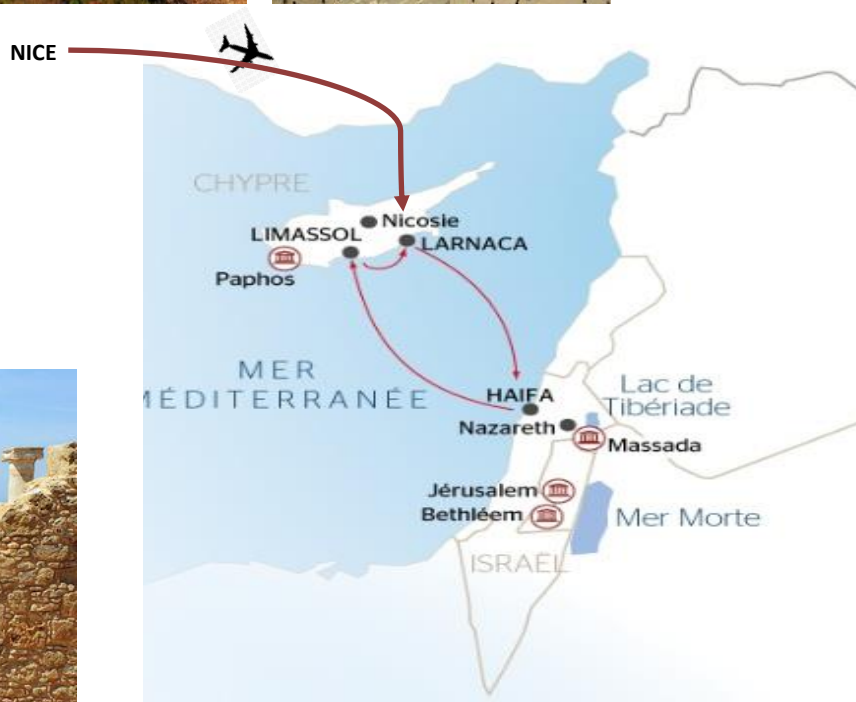 NICE
CHYPRE
Nicosie
LIMASSOL
LARNACA
Paphos
MER
MÉDITERRANÉE
HAIFA
Lac de
Tibériade
Nazareth
Massada
Jérusalem
Bethléem
Mer Morte
ISRAËL